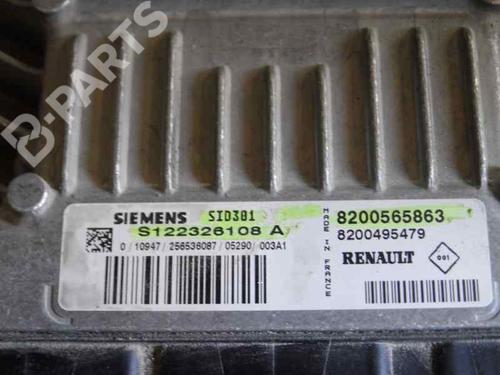 B-PARTS
SIEMENS SID301
S122326108 A
0/10947/256536087/05290/003A1
8200565863
8200495479
RENAULT 001
MADE IN FRANCE